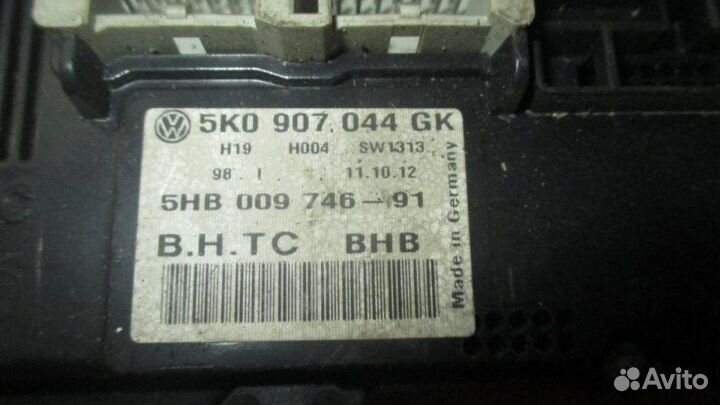 5K0 907.044 GK
H19 H004 SW1313
98. I 11.10.12
5HB 009 746-91
B.H.TC BHB
Made in Germany
Avito